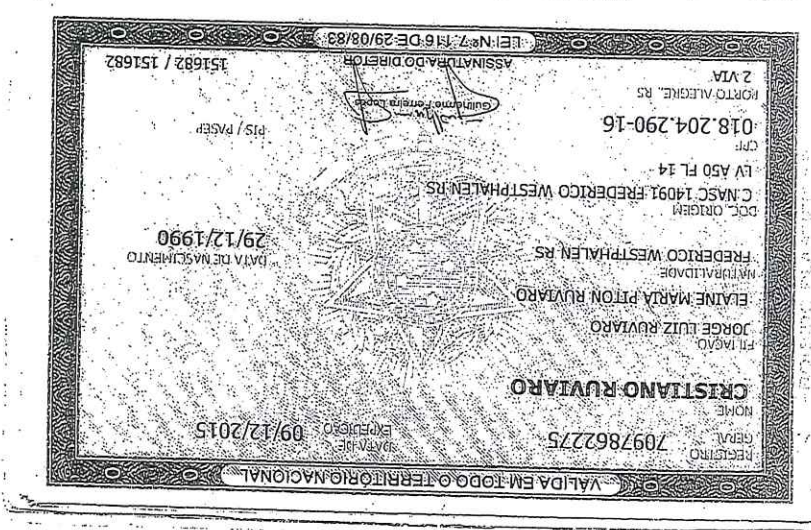 VÁLIDA EM TODO O TERRITÓRIO NACIONAL
REGISTRO GERAL 7097862275 DATA DE EXPEDIÇÃO 09/12/2015
NOME
CRISTIANO RUVIARO
FILIAÇÃO
JORGE LUIZ RUVIARO
ELAINE MARIA PITON RUVIARO
NATURALIDADE DATA DE NASCIMENTO
FREDERICO WESTPHALEN RS 29/12/1990
DOC. ORIGEM
C.NASC 14091 FREDERICO WESTPHALEN RS
LV A50 FL 14
CPF
018.204.290-16 PIS / PASEP
PORTO ALEGRE, RS Guilherme Ferreira Lopes
2 VIA ASSINATURA DO DIRETOR 151682 / 151682
LEI Nº 7.116 DE 29/08/83